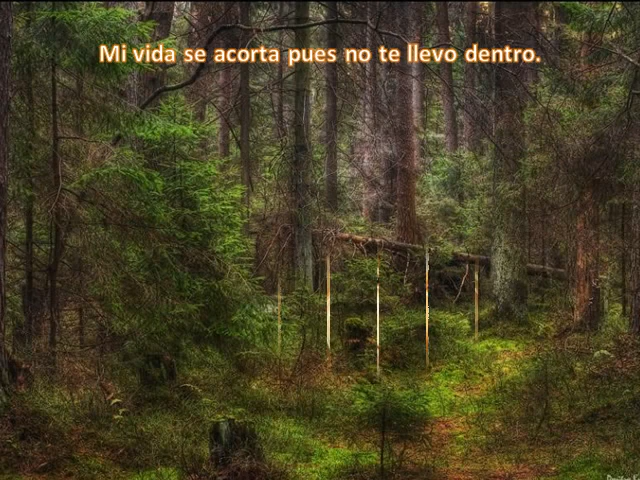 Mi vida se acorta pues no te llevo dentro.